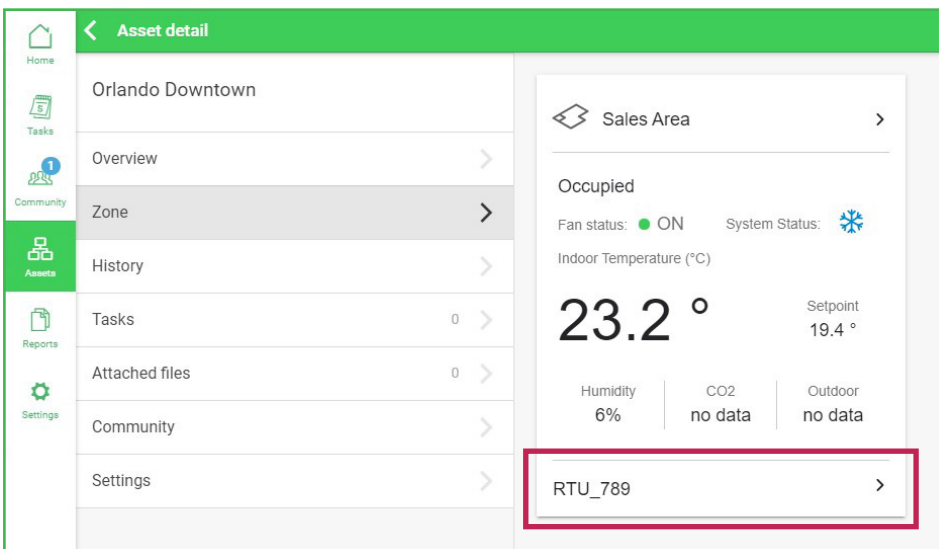 Asset detail
Home
5
Tasks
1
Community
Assets
Reports
Settings
Orlando Downtown
Overview
Zone
History
Tasks 0
Attached files 0
Community
Settings
Sales Area
Occupied
Fan status: ON System Status:
Indoor Temperature (°C)
23.2 °
Setpoint
19.4 °
Humidity CO2 Outdoor
6% no data no data
RTU_789